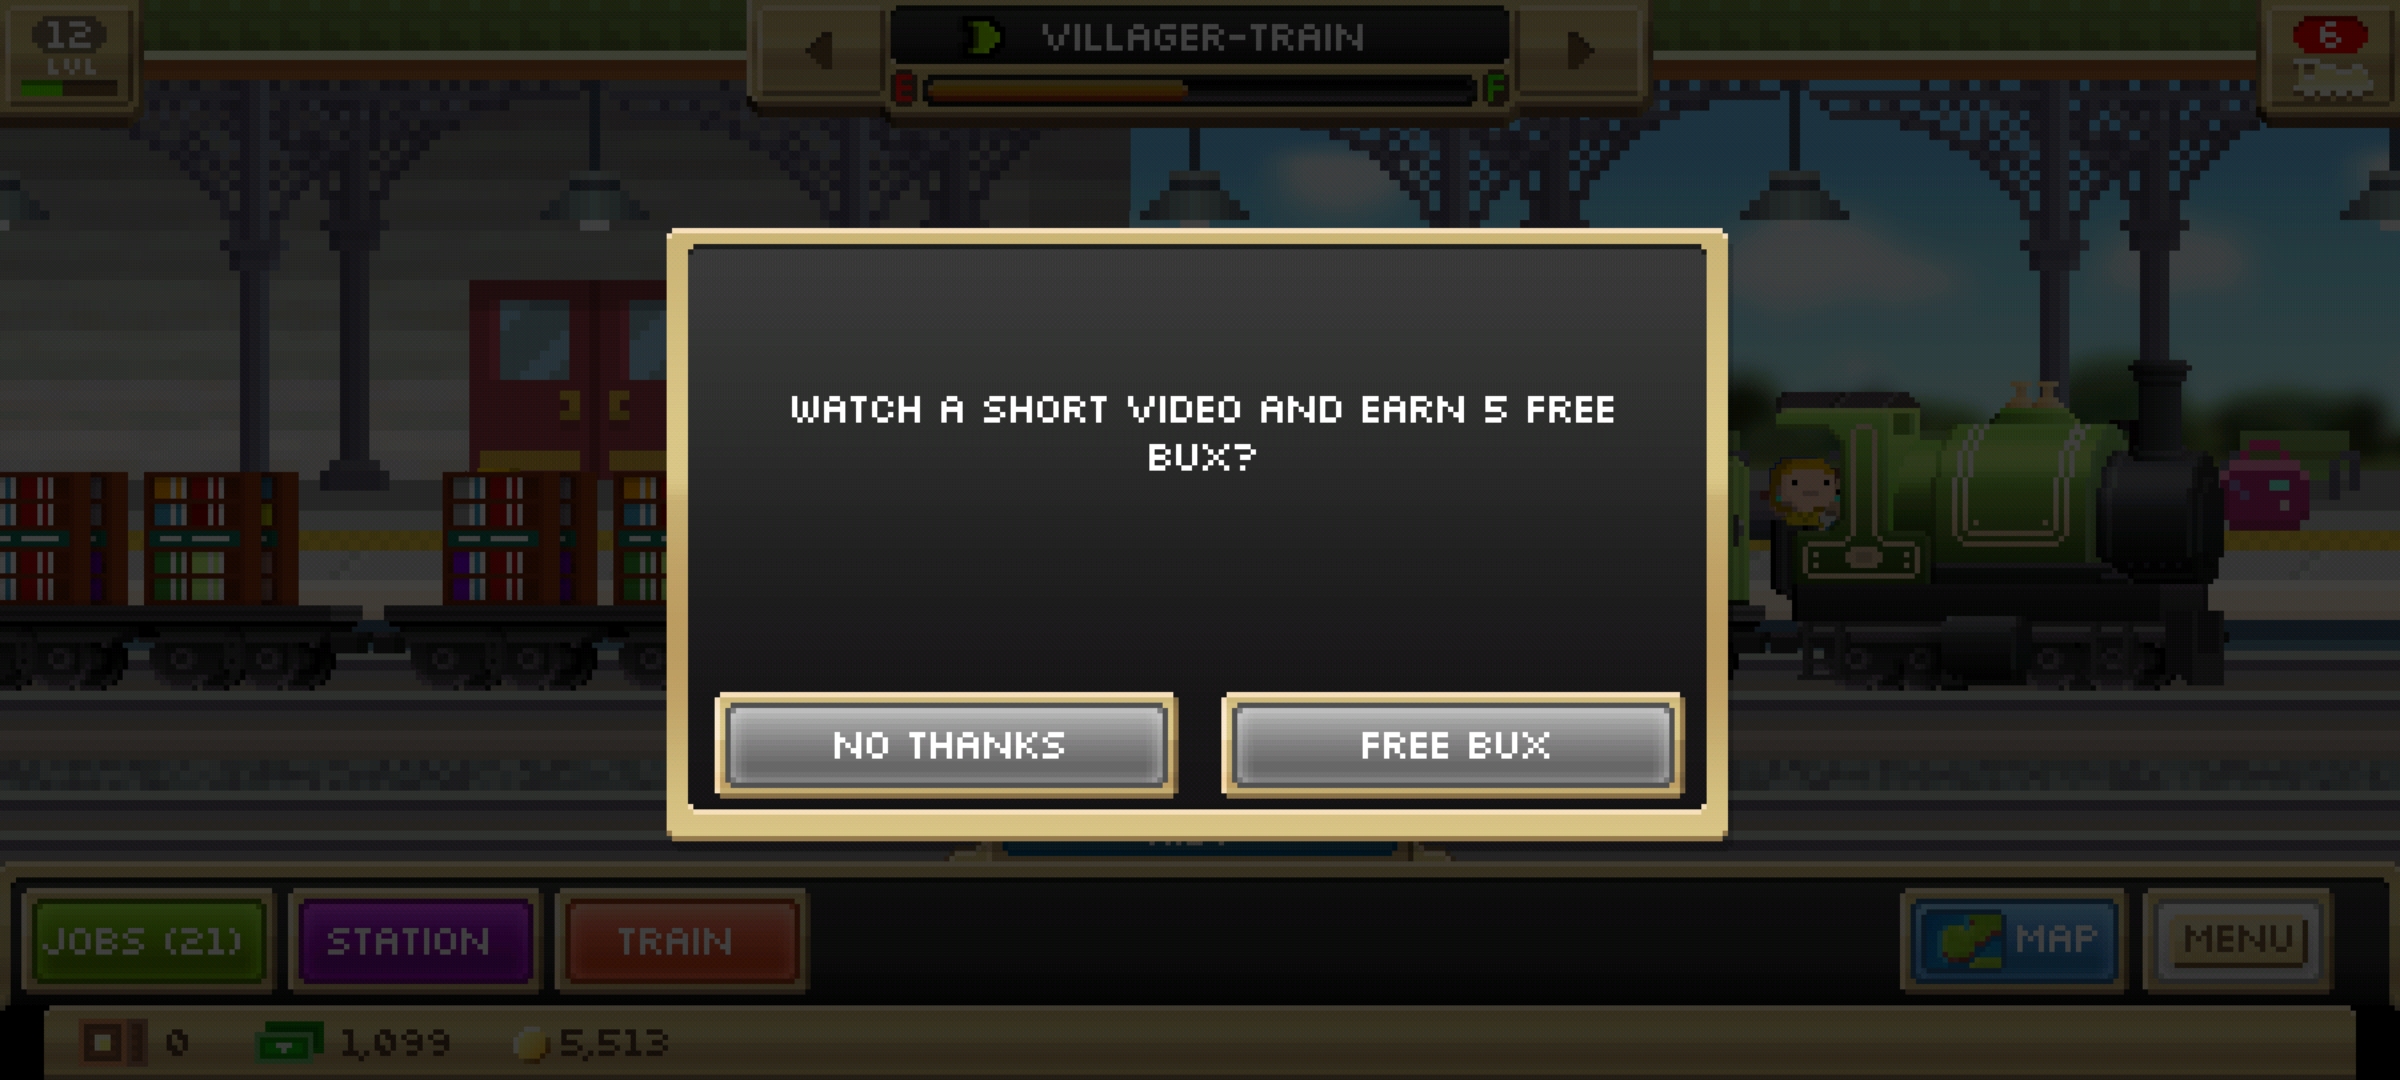 12
LVL
VILLAGER-TRAIN
E F
6
WATCH A SHORT VIDEO AND EARN 5 FREE
BUX?
NO THANKS
FREE BUX
JOBS (21)
STATION
TRAIN
MAP
MENU
0
1,099
5,513